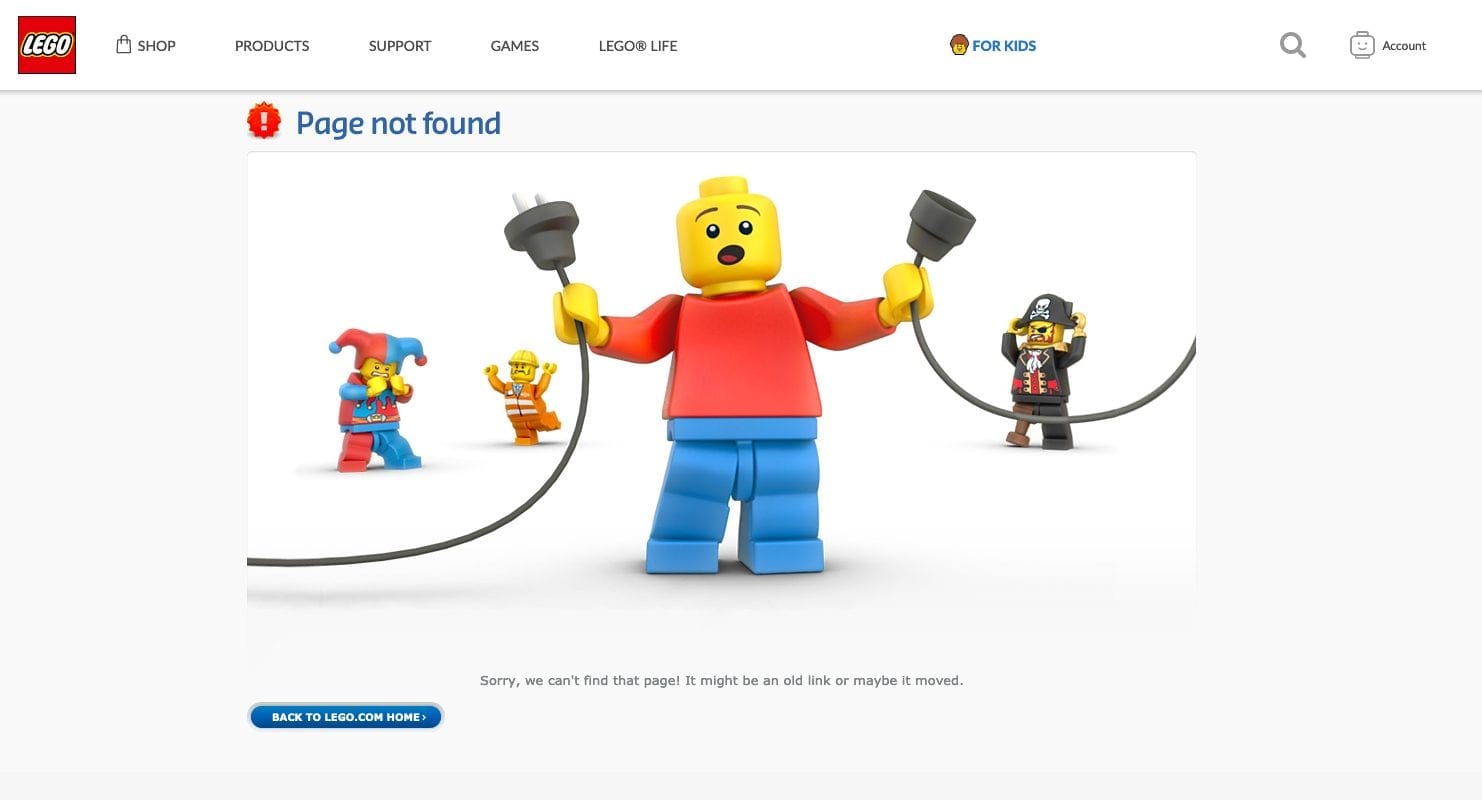 LEGO
SHOP
PRODUCTS
SUPPORT
GAMES
LEGO® LIFE
FOR KIDS
Account
Page not found
Sorry, we can't find that page! It might be an old link or maybe it moved.
BACK TO LEGO.COM HOME ›